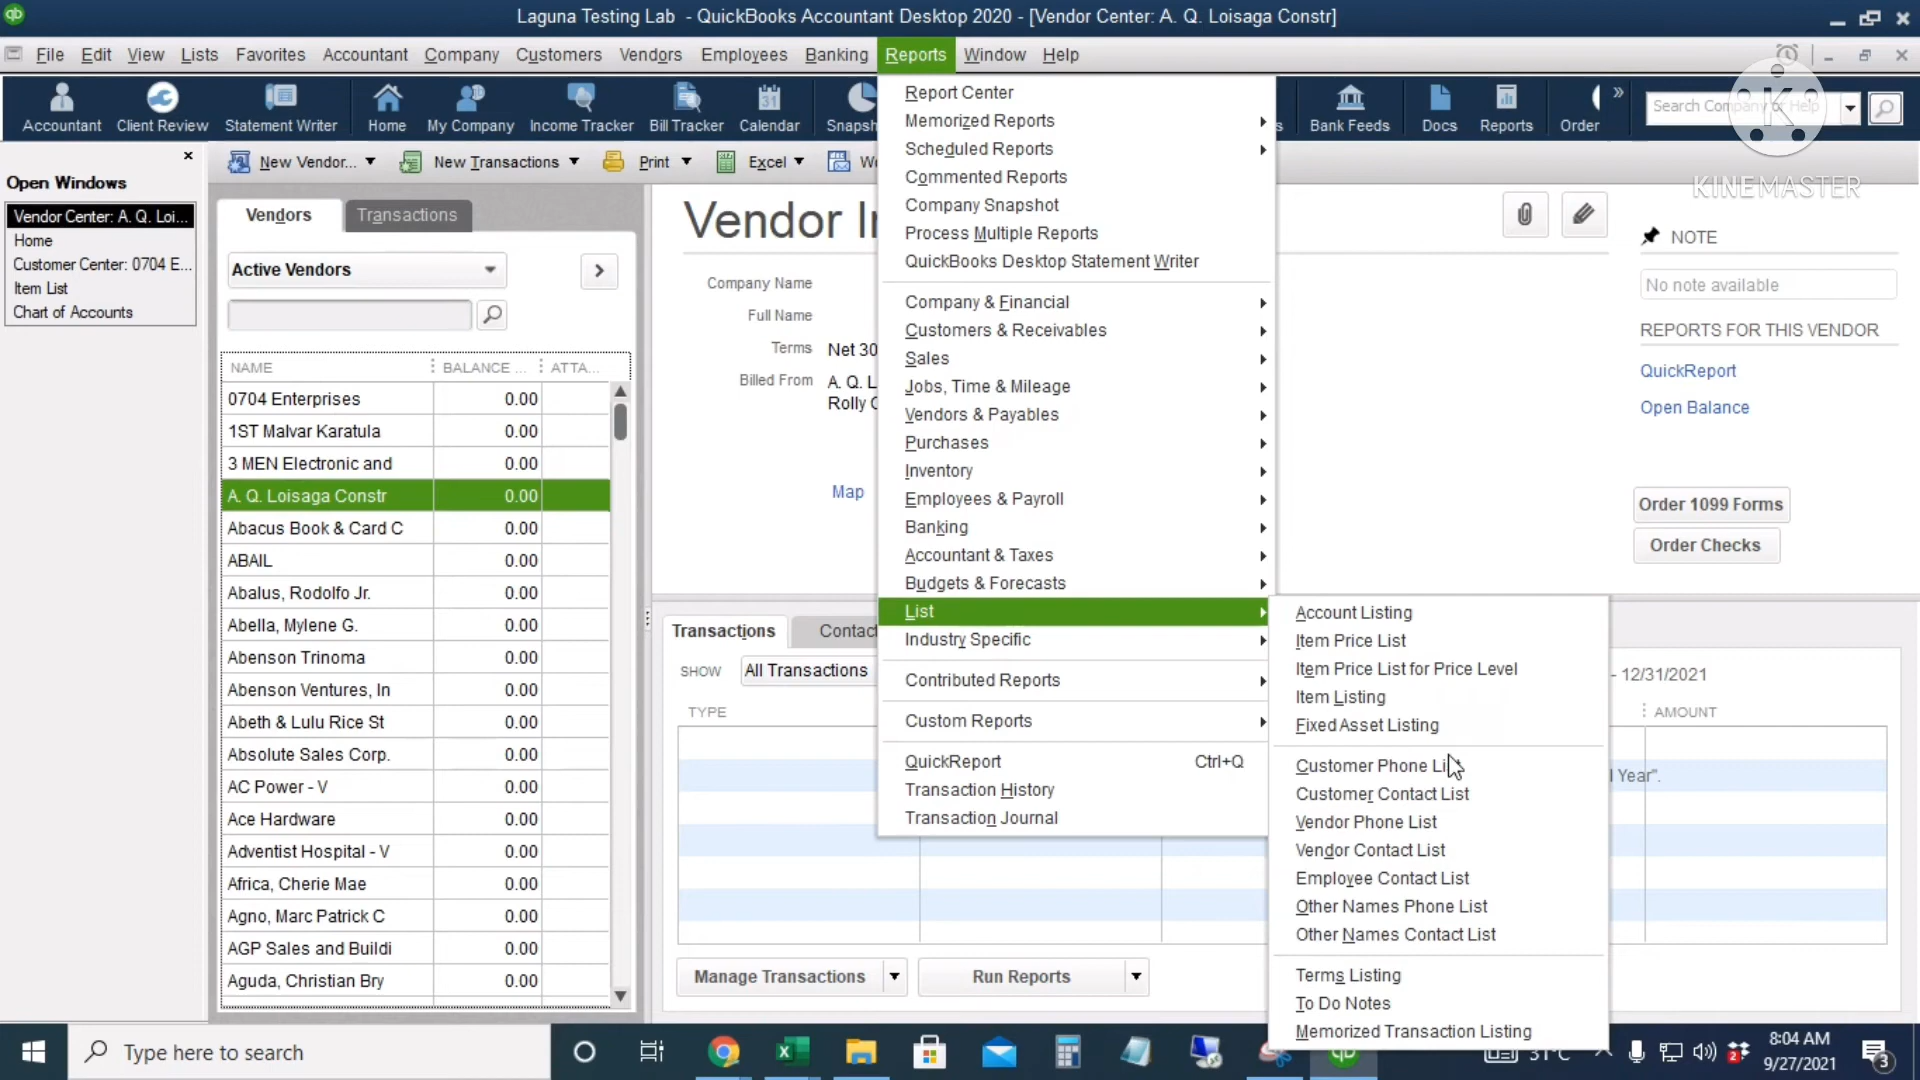 Laguna Testing Lab - QuickBooks Accountant Desktop 2020 - [Vendor Center: A. Q. Loisaga Constr]
File Edit View Lists Favorites Accountant Company Customers Vendors Employees Banking Reports Window Help
Accountant Client Review Statement Writer Home My Company Income Tracker Bill Tracker Calendar Snapsh s Bank Feeds Docs Reports Order » Search Company or Help
KINEMASTER
New Vendor... New Transactions Print Excel W
Open Windows
Vendor Center: A. Q. Loi...
Home
Customer Center: 0704 E...
Item List
Chart of Accounts
Vendors Transactions
Active Vendors
NAME BALANCE ... ATTA...
0704 Enterprises 0.00
1ST Malvar Karatula 0.00
3 MEN Electronic and 0.00
A. Q. Loisaga Constr 0.00
Abacus Book & Card C 0.00
ABAIL 0.00
Abalus, Rodolfo Jr. 0.00
Abella, Mylene G. 0.00
Abenson Trinoma 0.00
Abenson Ventures, In 0.00
Abeth & Lulu Rice St 0.00
Absolute Sales Corp. 0.00
AC Power - V 0.00
Ace Hardware 0.00
Adventist Hospital - V 0.00
Africa, Cherie Mae 0.00
Agno, Marc Patrick C 0.00
AGP Sales and Buildi 0.00
Aguda, Christian Bry 0.00
Vendor I
Company Name
Full Name
Terms Net 30
Billed From A. Q. L
Rolly
Map
Report Center
Memorized Reports
Scheduled Reports
Commented Reports
Company Snapshot
Process Multiple Reports
QuickBooks Desktop Statement Writer
Company & Financial
Customers & Receivables
Sales
Jobs, Time & Mileage
Vendors & Payables
Purchases
Inventory
Employees & Payroll
Banking
Accountant & Taxes
Budgets & Forecasts
List
Industry Specific
Contributed Reports
Custom Reports
QuickReport Ctrl+Q
Transaction History
Transaction Journal
Account Listing
Item Price List
Item Price List for Price Level
Item Listing
Fixed Asset Listing
Customer Phone List
Customer Contact List
Vendor Phone List
Vendor Contact List
Employee Contact List
Other Names Phone List
Other Names Contact List
Terms Listing
To Do Notes
Memorized Transaction Listing
NOTE
No note available
REPORTS FOR THIS VENDOR
QuickReport
Open Balance
Order 1099 Forms
Order Checks
Transactions Contac
SHOW All Transactions - 12/31/2021
TYPE AMOUNT
l Year".
Manage Transactions Run Reports
Type here to search
31°C
8:04 AM
9/27/2021
3